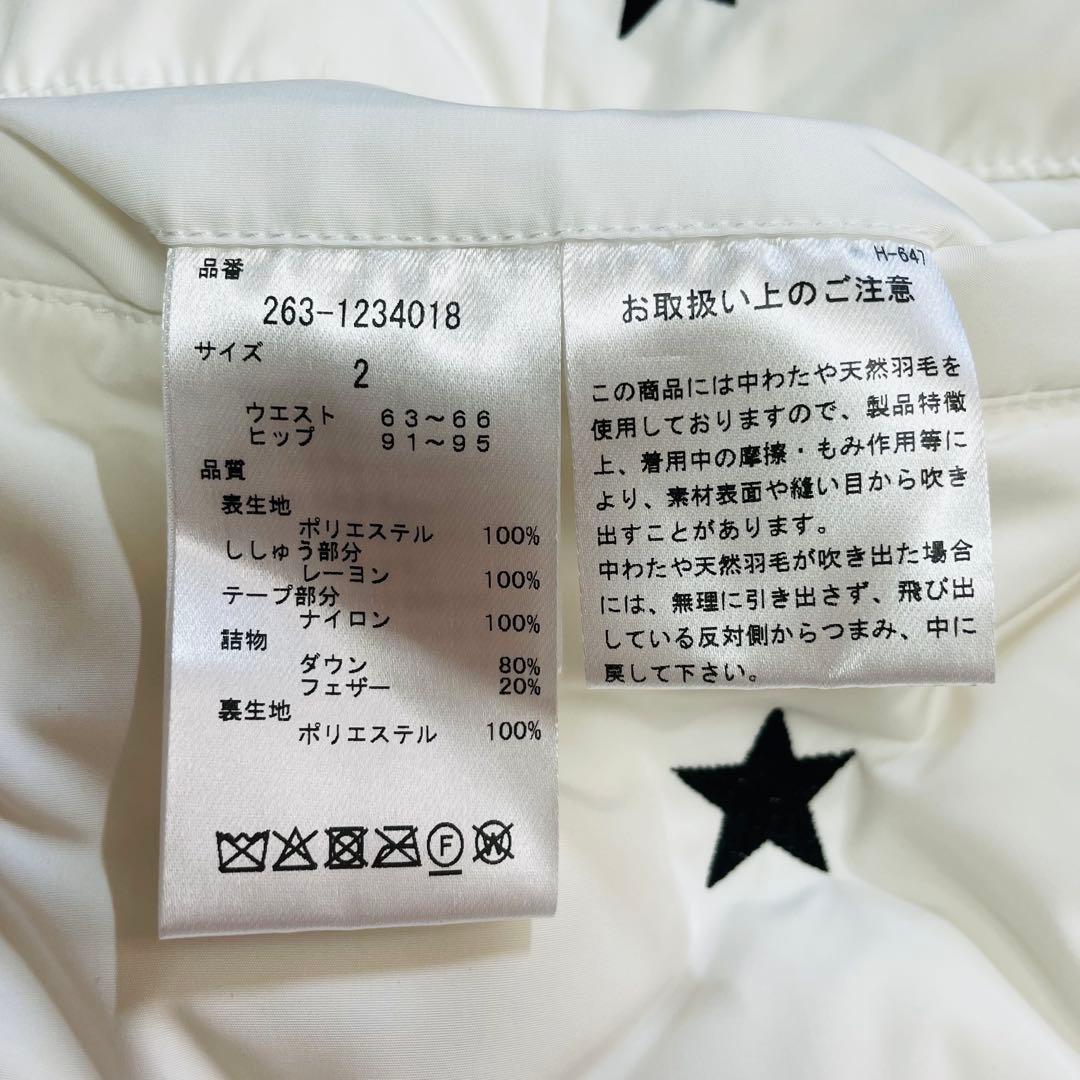 品番
263-1234018
サイズ
2
ウエスト 63～66
ヒップ 91～95
品質
表生地
ポリエステル 100%
ししゅう部分
レーヨン 100%
テープ部分
ナイロン 100%
詰物
ダウン 80%
フェザー 20%
裏生地
ポリエステル 100%
F
W
H-647
お取扱い上のご注意
この商品には中わたや天然羽毛を
使用しておりますので、製品特徴
上、着用中の摩擦・もみ作用等に
より、素材表面や縫い目から吹き
出すことがあります。
中わたや天然羽毛が吹き出た場合
には、無理に引き出さず、飛び出
している反対側からつまみ、中に
戻して下さい。